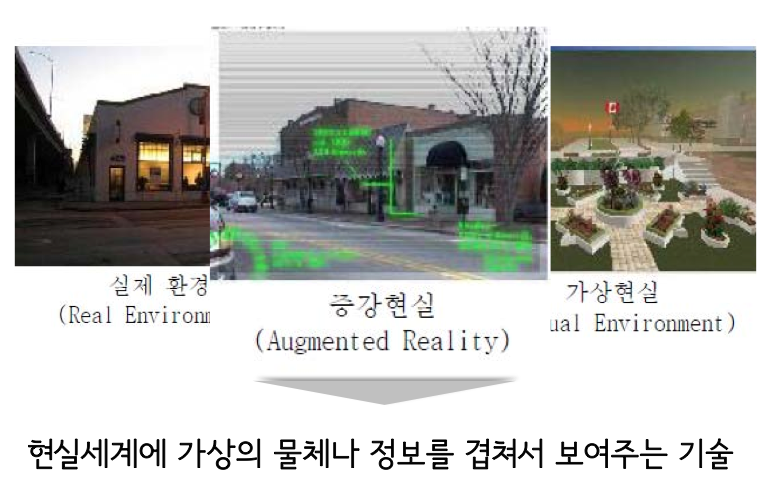 실제 환경
(Real Environm
증강현실
(Augmented Reality)
가상현실
ual Environment)
현실세계에 가상의 물체나 정보를 겹쳐서 보여주는 기술